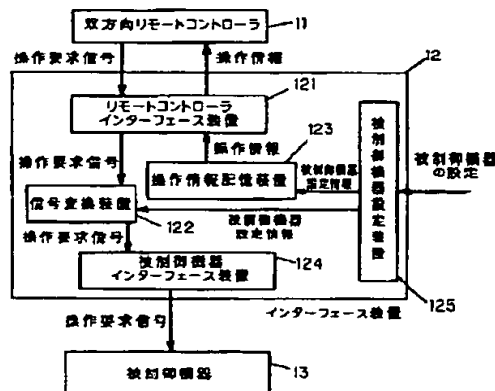 双方向リモートコントローラ
11
操作要求信号
操作情報
12
121
リモートコントローラ
インターフェース装置
操作情報
123
操作要求信号
操作情報記憶装置
被制御機器
設定情報
被制御機器設定装置
被制御機器
の設定
信号変換装置
122
被制御機器
設定情報
操作要求信号
被制御機器
インターフェース装置
124
125
インターフェース装置
操作要求信号
被制御機器
13